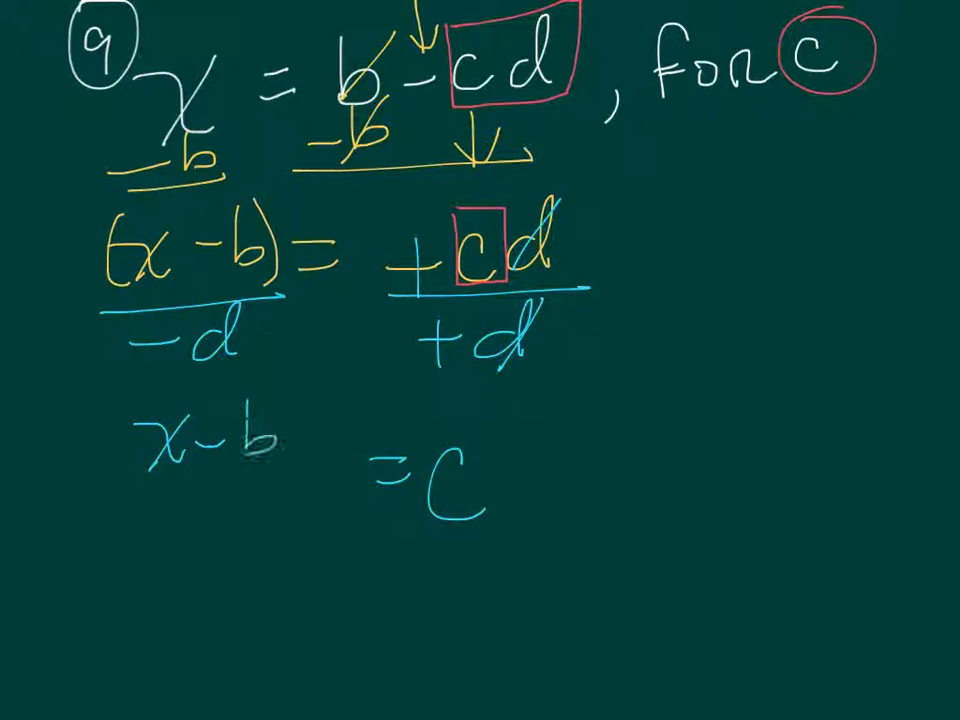 9 x = b - cd, for c
-b -b
(x - b) = + cd
-d +d
x - b = c